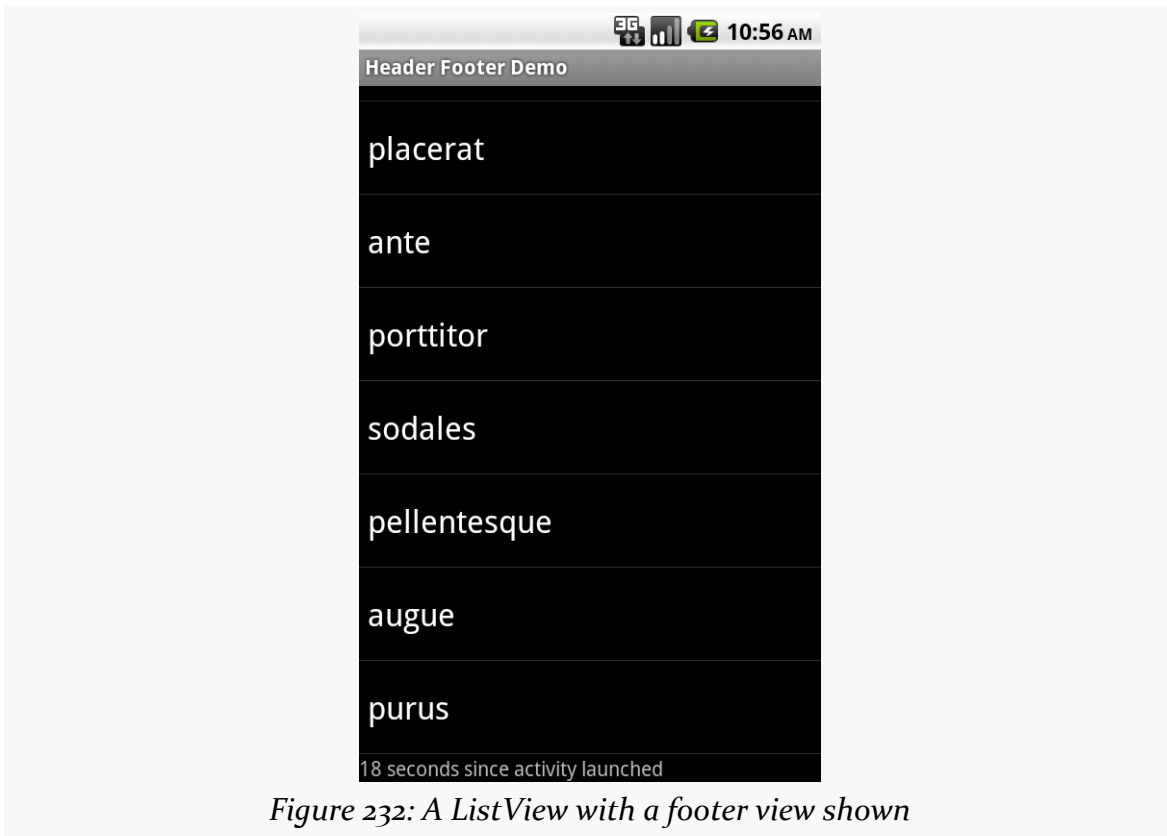 3G 10:56 AM
Header Footer Demo
placerat
ante
porttitor
sodales
pellentesque
augue
purus
18 seconds since activity launched
Figure 232: A ListView with a footer view shown